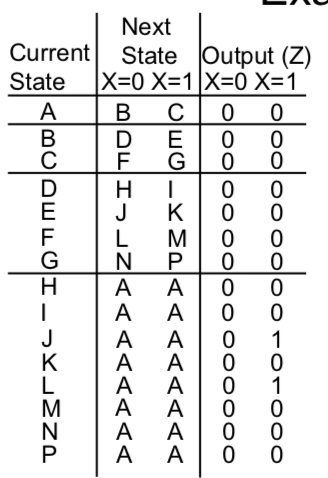 Next
Current State Output (Z)
State X=0 X=1 X=0 X=1
A B C 0 0
B D E 0 0
C F G 0 0
D H I 0 0
E J K 0 0
F L M 0 0
G N P 0 0
H A A 0 0
I A A 0 0
J A A 0 1
K A A 0 0
L A A 0 1
M A A 0 0
N A A 0 0
P A A 0 0